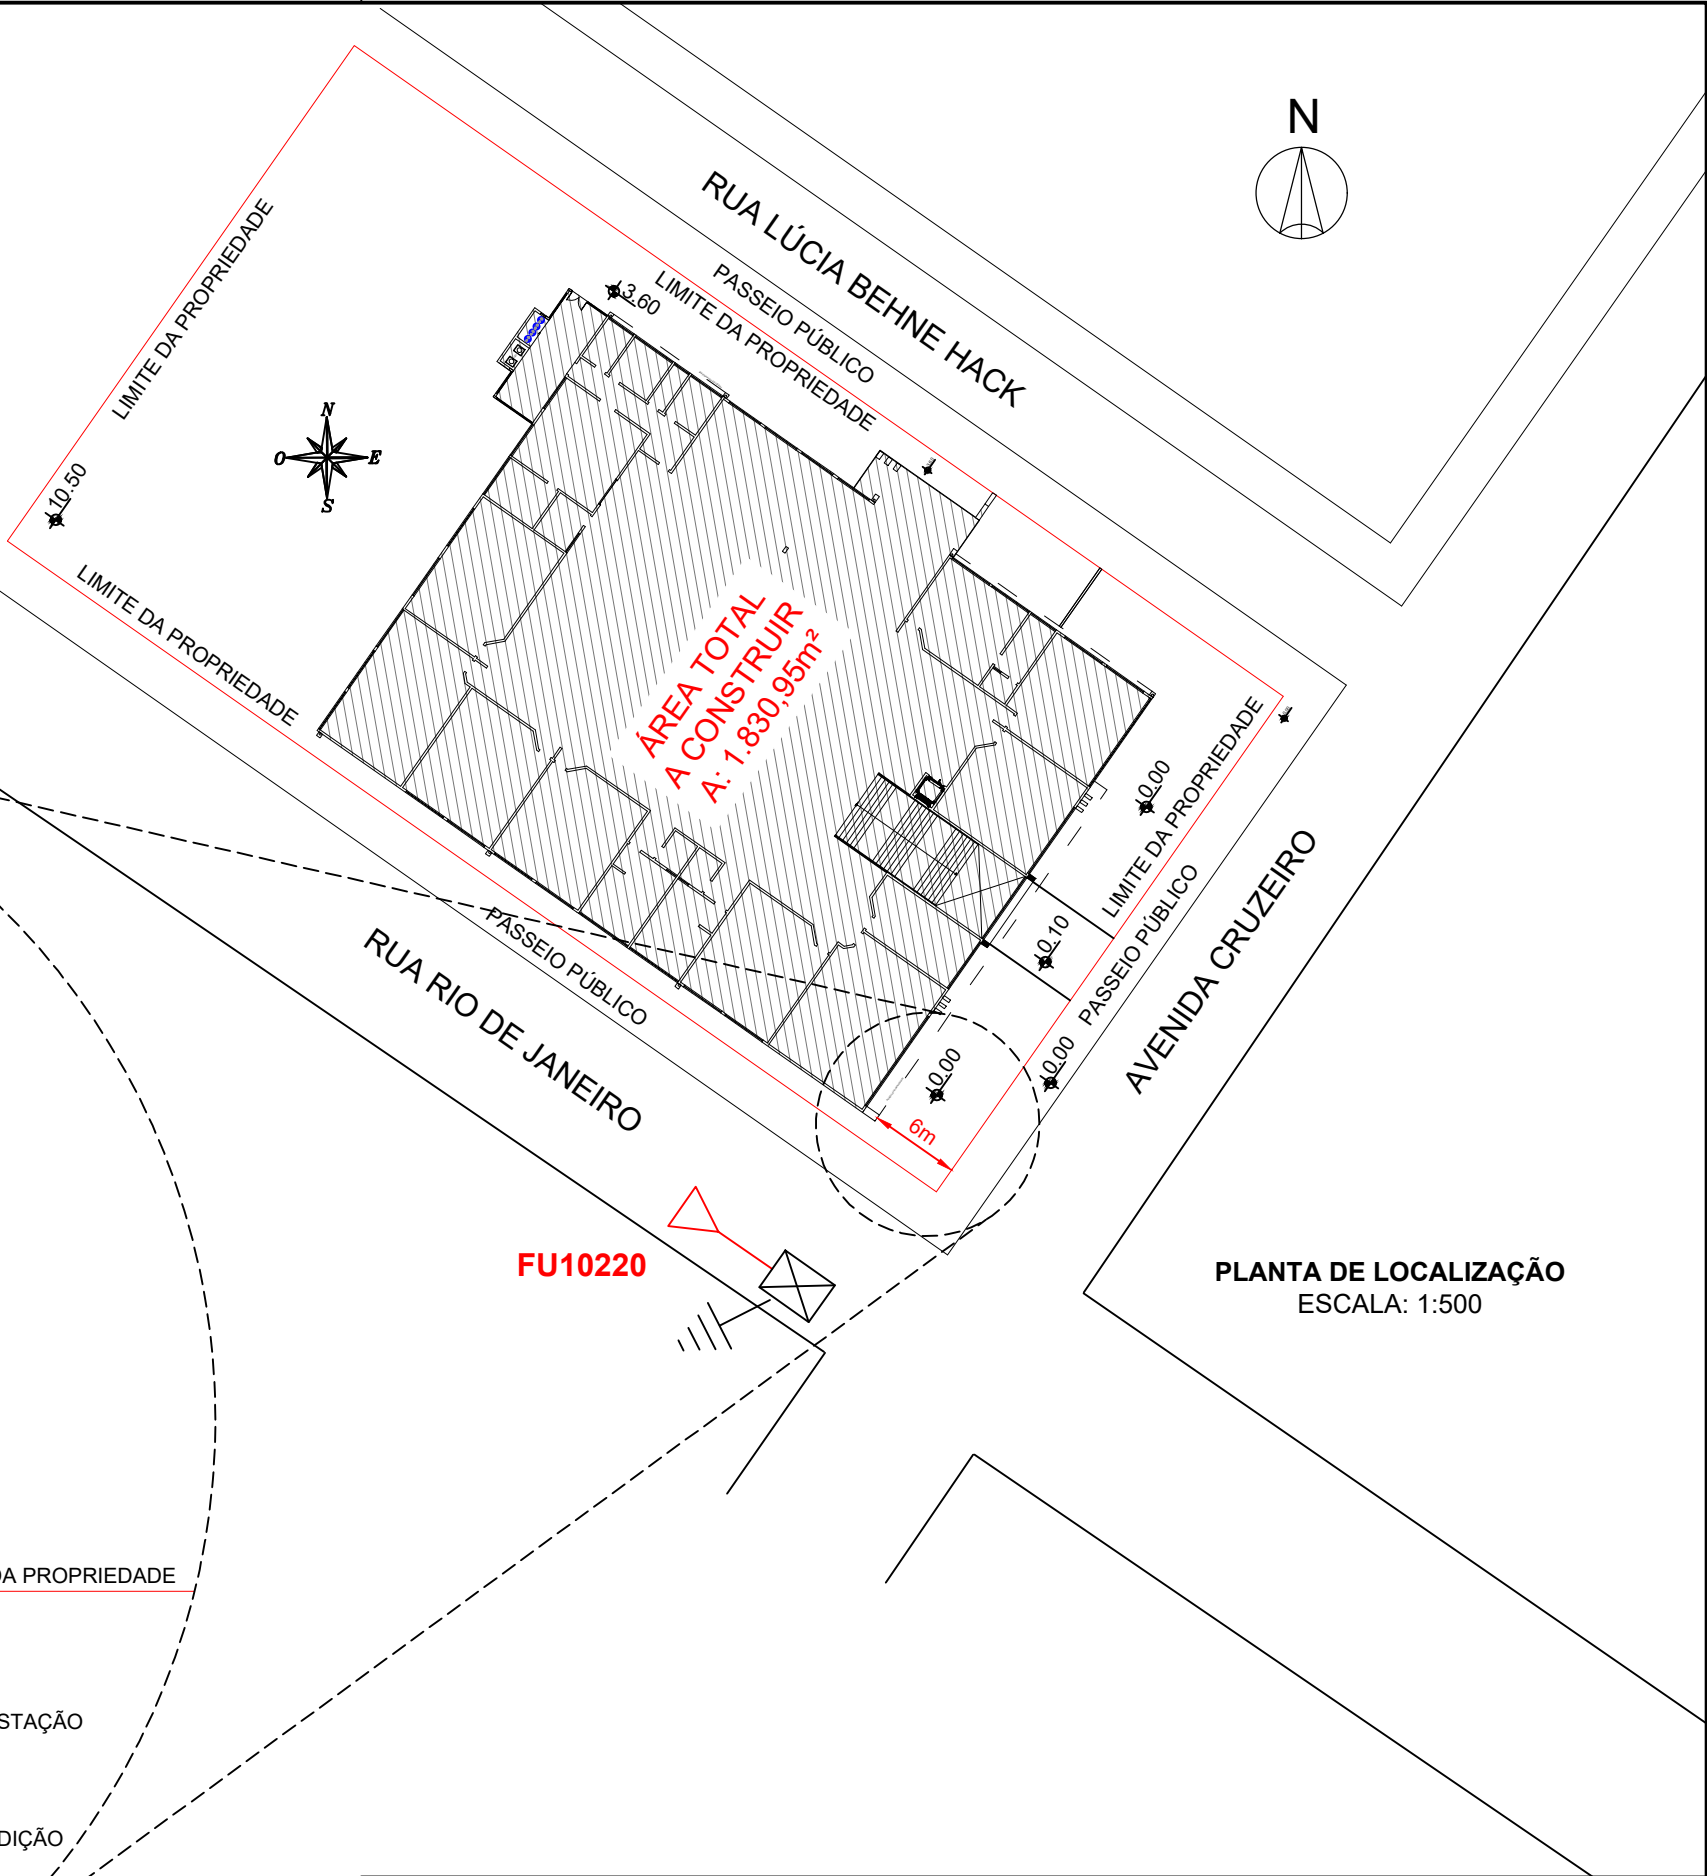 N
RUA LÚCIA BEHNE HACK
PASSEIO PÚBLICO
LIMITE DA PROPRIEDADE
3.60
LIMITE DA PROPRIEDADE
N
O
E
S
10.50
LIMITE DA PROPRIEDADE
ÁREA TOTAL
A CONSTRUIR
A: 1.830,95m²
0.00
LIMITE DA PROPRIEDADE
PASSEIO PÚBLICO
AVENIDA CRUZEIRO
0.10
0.00
0.00
PASSEIO PÚBLICO
RUA RIO DE JANEIRO
6m
FU10220
PLANTA DE LOCALIZAÇÃO
ESCALA: 1:500
DA PROPRIEDADE
STAÇÃO
DIÇÃO